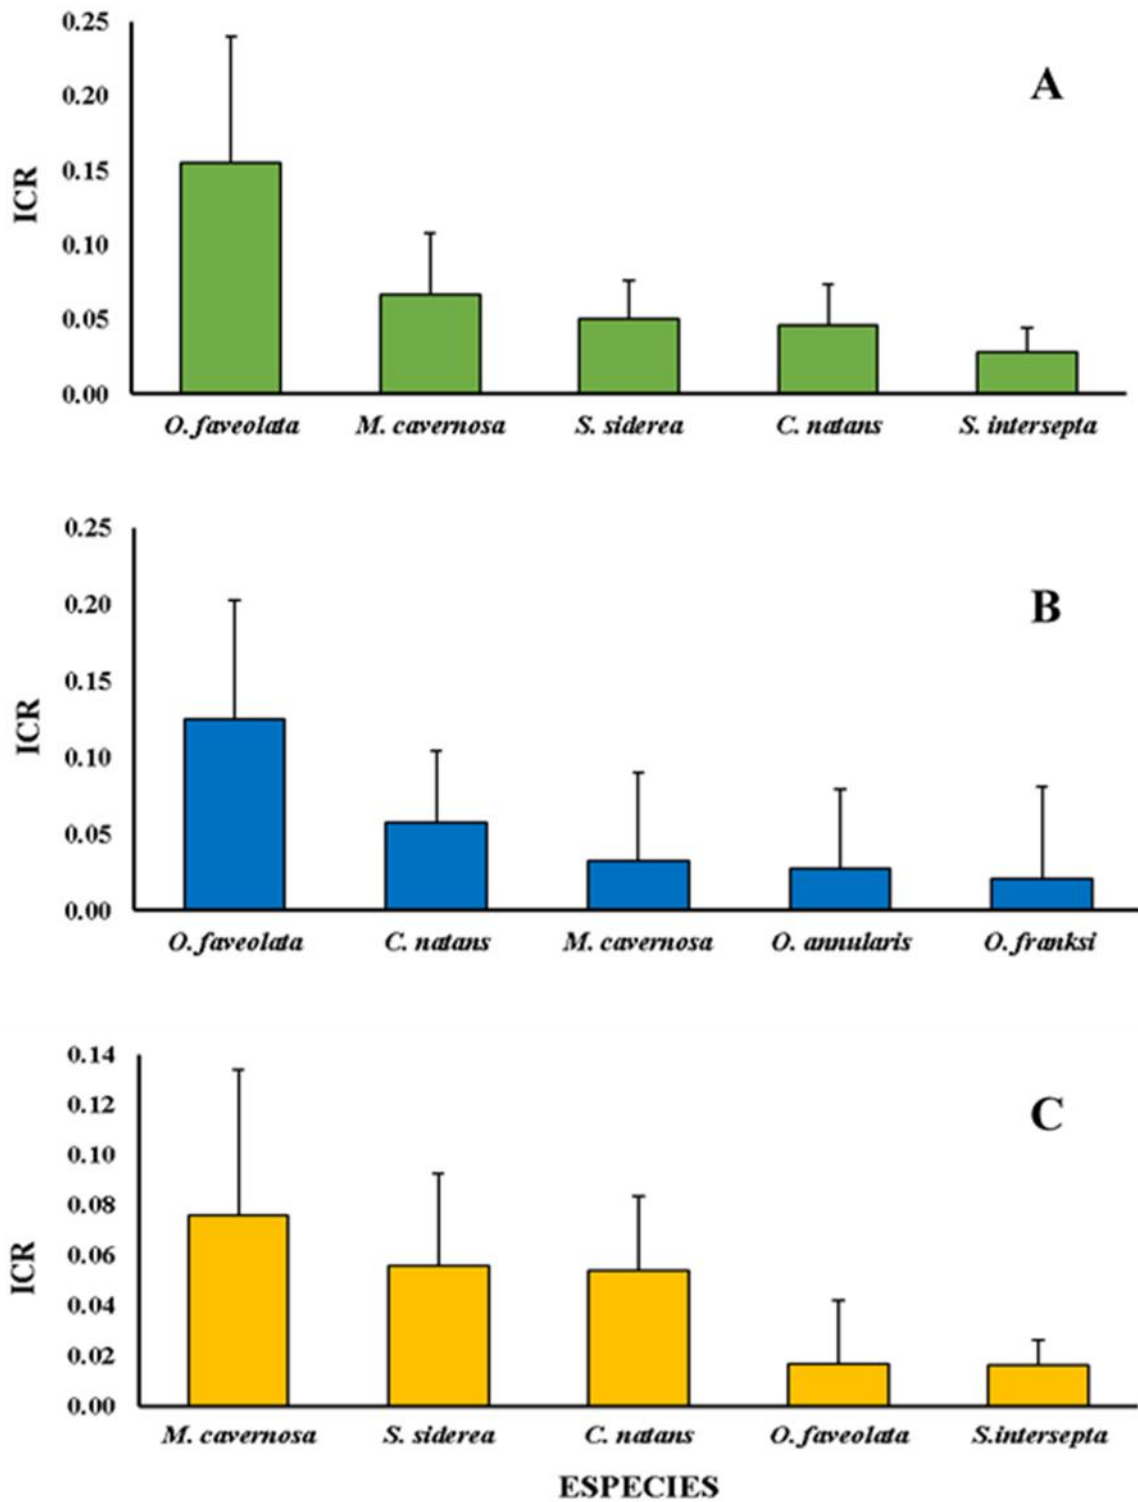 0.25
A
0.20
0.15
0.10
0.05
0.00
ICR
O. faveolata M. cavernosa S. siderea C. natans S. intersepta
0.25
B
0.20
0.15
0.10
0.05
0.00
ICR
O. faveolata C. natans M. cavernosa O. annularis O. franksi
0.14
C
0.12
0.10
0.08
0.06
0.04
0.02
0.00
ICR
M. cavernosa S. siderea C. natans O. faveolata S.intersepta
ESPECIES